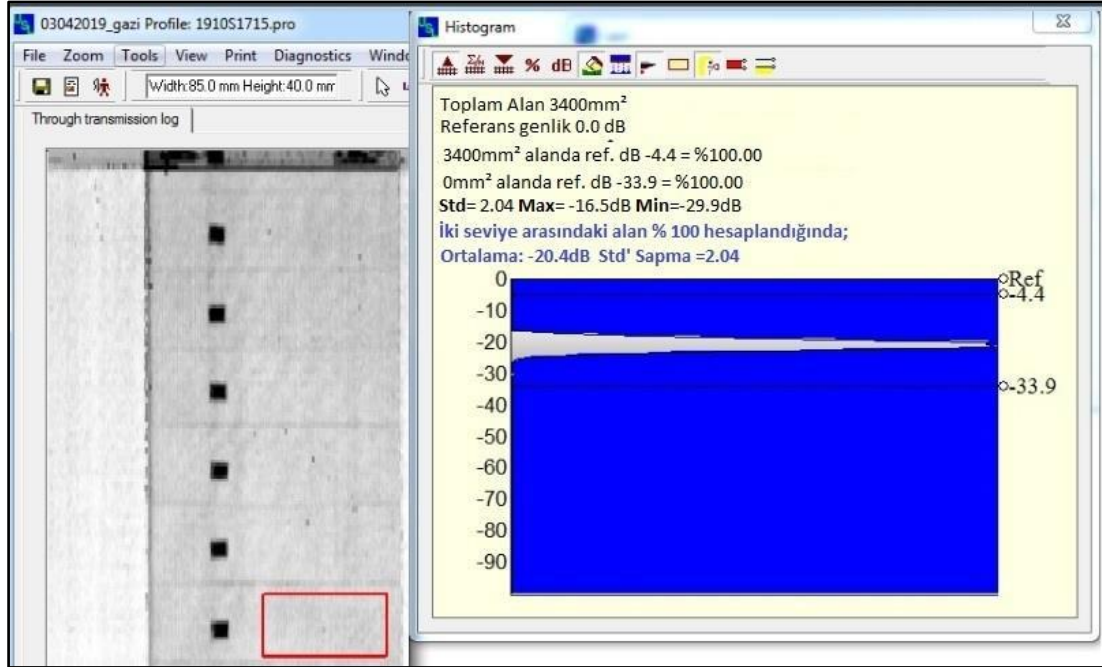 03042019_gazi Profile: 1910S1715.pro
File Zoom Tools View Print Diagnostics Windo
Width:85.0 mm Height:40.0 mm
Through transmission log
Histogram
% dB
Toplam Alan 3400mm²
Referans genlik 0.0 dB
3400mm² alanda ref. dB -4.4 = %100.00
0mm² alanda ref. dB -33.9 = %100.00
Std= 2.04 Max= -16.5dB Min=-29.9dB
İki seviye arasındaki alan % 100 hesaplandığında;
Ortalama: -20.4dB Std' Sapma =2.04
0
Ref
-4.4
-10
-20
-30
-33.9
-40
-50
-60
-70
-80
-90